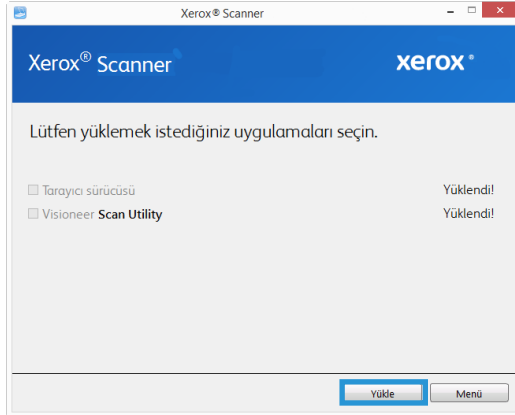 Xerox® Scanner
Xerox® Scanner
xerox®
Lütfen yüklemek istediğiniz uygulamaları seçin.
Tarayıcı sürücüsü Yüklendi!
Visioneer Scan Utility Yüklendi!
Yükle Menü